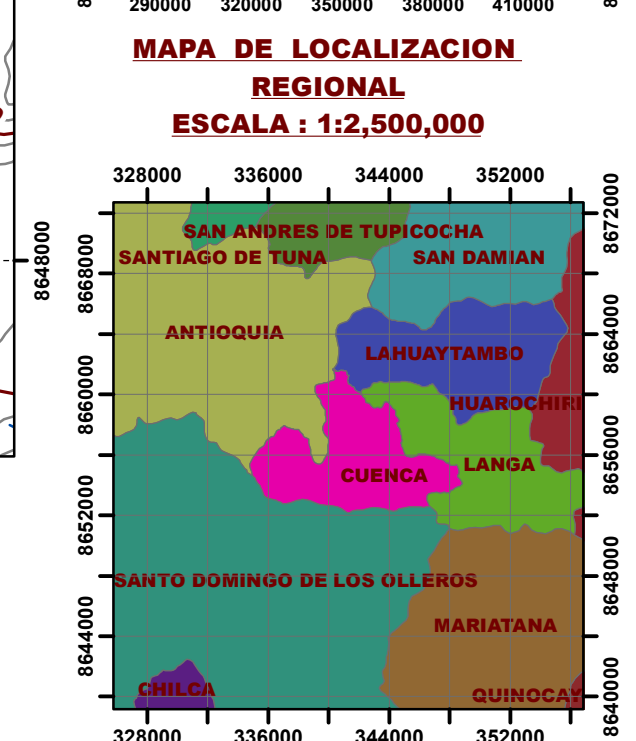 290000 320000 350000 380000 410000
MAPA DE LOCALIZACION
REGIONAL
ESCALA : 1:2,500,000
328000 336000 344000 352000
8672000
SAN ANDRES DE TUPICOCHA
8648000
SANTIAGO DE TUNA SAN DAMIAN
8668000
ANTIOQUIA
8664000
LAHUAYTAMBO
8660000
HUAROCHIRI
8656000
LANGA
CUENCA
8652000
SANTO DOMINGO DE LOS OLLEROS
8648000
MARIATANA
8644000
CHILCA
QUINOCAY
8640000
328000 336000 344000 352000